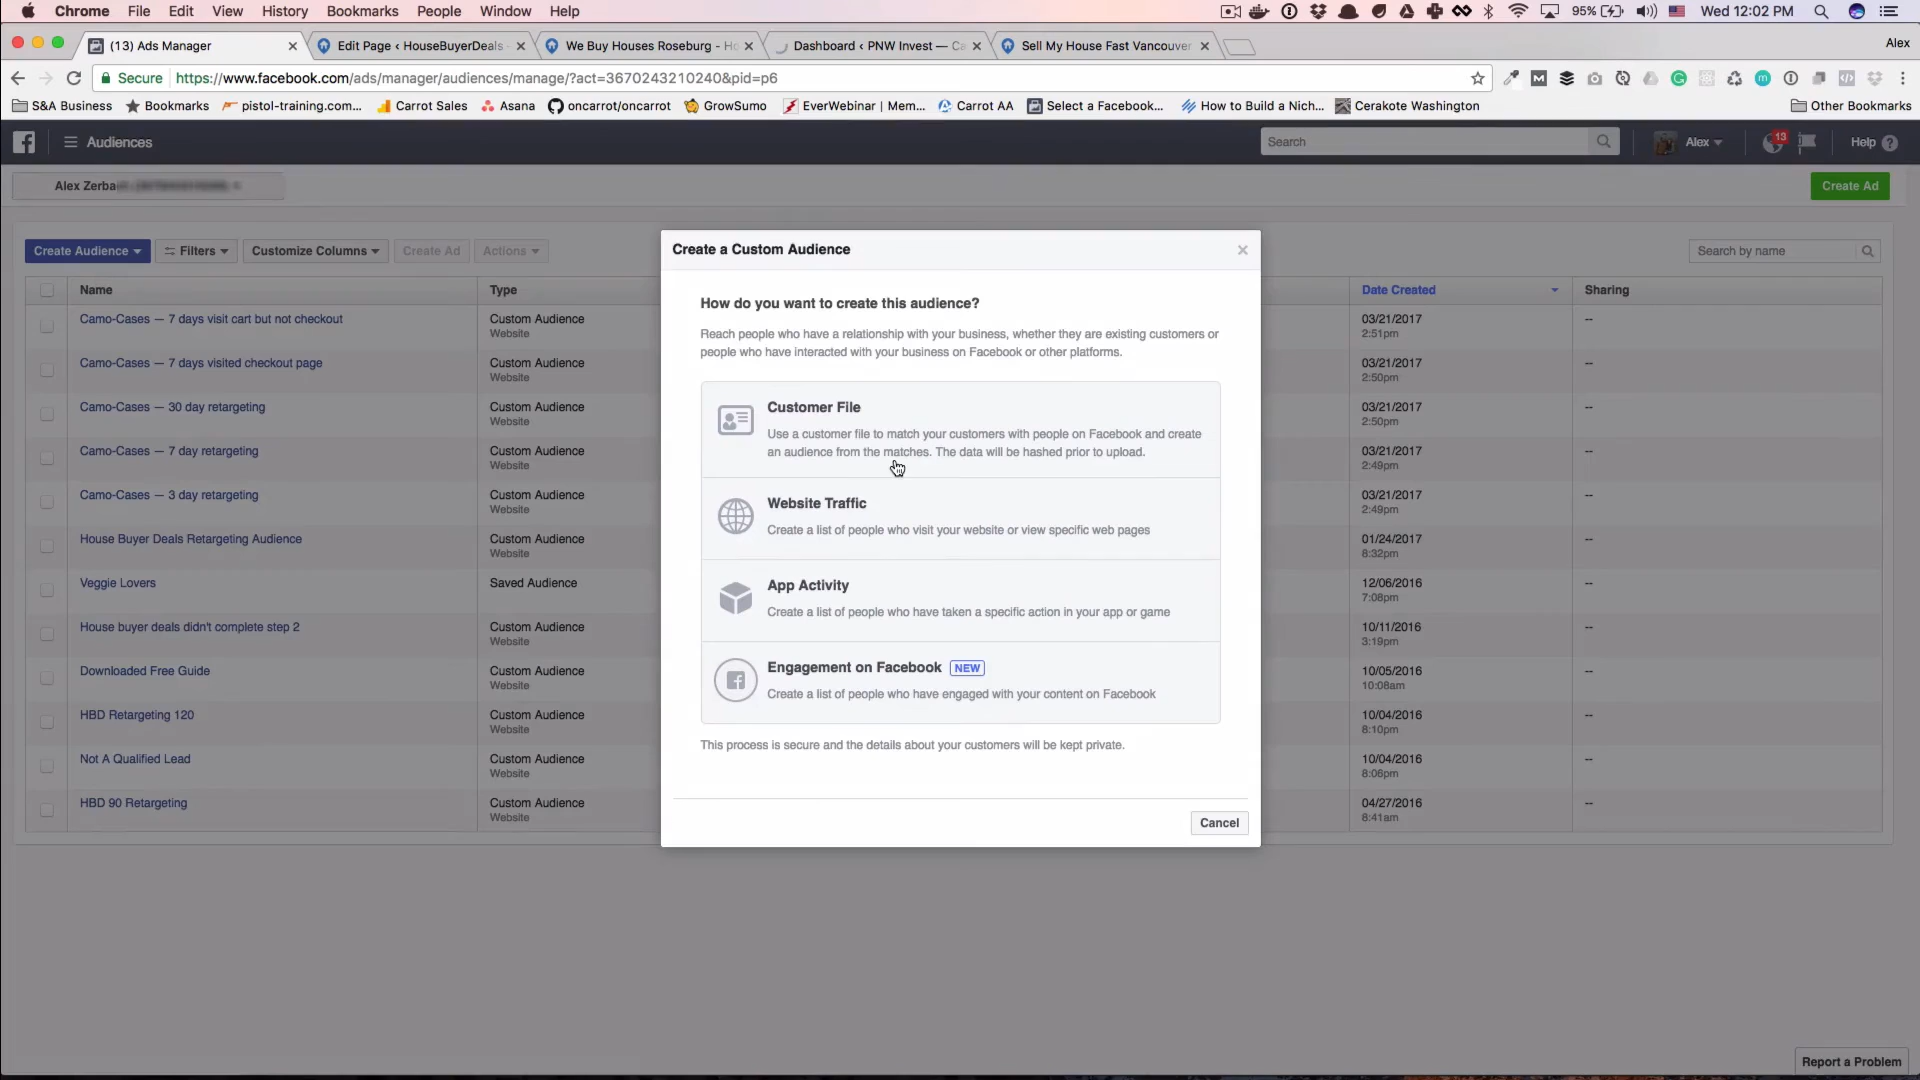 Chrome File Edit View History Bookmarks People Window Help 95% Wed 12:02 PM
(13) Ads Manager Edit Page ‹ HouseBuyerDeals We Buy Houses Roseburg - Ho Dashboard ‹ PNW Invest — Ca Sell My House Fast Vancouver Alex
Secure https://www.facebook.com/ads/manager/audiences/manage/?act=3670243210240&pid=p6
S&A Business Bookmarks pistol-training.com... Carrot Sales Asana oncarrot/oncarrot GrowSumo EverWebinar | Mem... Carrot AA Select a Facebook... How to Build a Nich... Cerakote Washington Other Bookmarks
Audiences Search Alex 13 Help ?
Alex Zerba
Create Ad
Create Audience Filters Customize Columns Create Ad Actions Search by name
Name Type Date Created Sharing
Camo-Cases — 7 days visit cart but not checkout Custom Audience 03/21/2017 --
Website 2:51pm
Camo-Cases — 7 days visited checkout page Custom Audience 03/21/2017 --
Website 2:50pm
Camo-Cases — 30 day retargeting Custom Audience 03/21/2017 --
Website 2:50pm
Camo-Cases — 7 day retargeting Custom Audience 03/21/2017 --
Website 2:49pm
Camo-Cases — 3 day retargeting Custom Audience 03/21/2017 --
Website 2:49pm
House Buyer Deals Retargeting Audience Custom Audience 01/24/2017 --
Website 8:32pm
Veggie Lovers Saved Audience 12/06/2016 --
7:08pm
House buyer deals didn't complete step 2 Custom Audience 10/11/2016 --
Website 3:19pm
Downloaded Free Guide Custom Audience 10/05/2016 --
Website 10:08am
HBD Retargeting 120 Custom Audience 10/04/2016 --
Website 8:10pm
Not A Qualified Lead Custom Audience 10/04/2016 --
Website 8:06pm
HBD 90 Retargeting Custom Audience 04/27/2016 --
Website 8:41am
Create a Custom Audience
How do you want to create this audience?
Reach people who have a relationship with your business, whether they are existing customers or
people who have interacted with your business on Facebook or other platforms.
Customer File
Use a customer file to match your customers with people on Facebook and create
an audience from the matches. The data will be hashed prior to upload.
Website Traffic
Create a list of people who visit your website or view specific web pages
App Activity
Create a list of people who have taken a specific action in your app or game
Engagement on Facebook NEW
Create a list of people who have engaged with your content on Facebook
This process is secure and the details about your customers will be kept private.
Cancel
Report a Problem